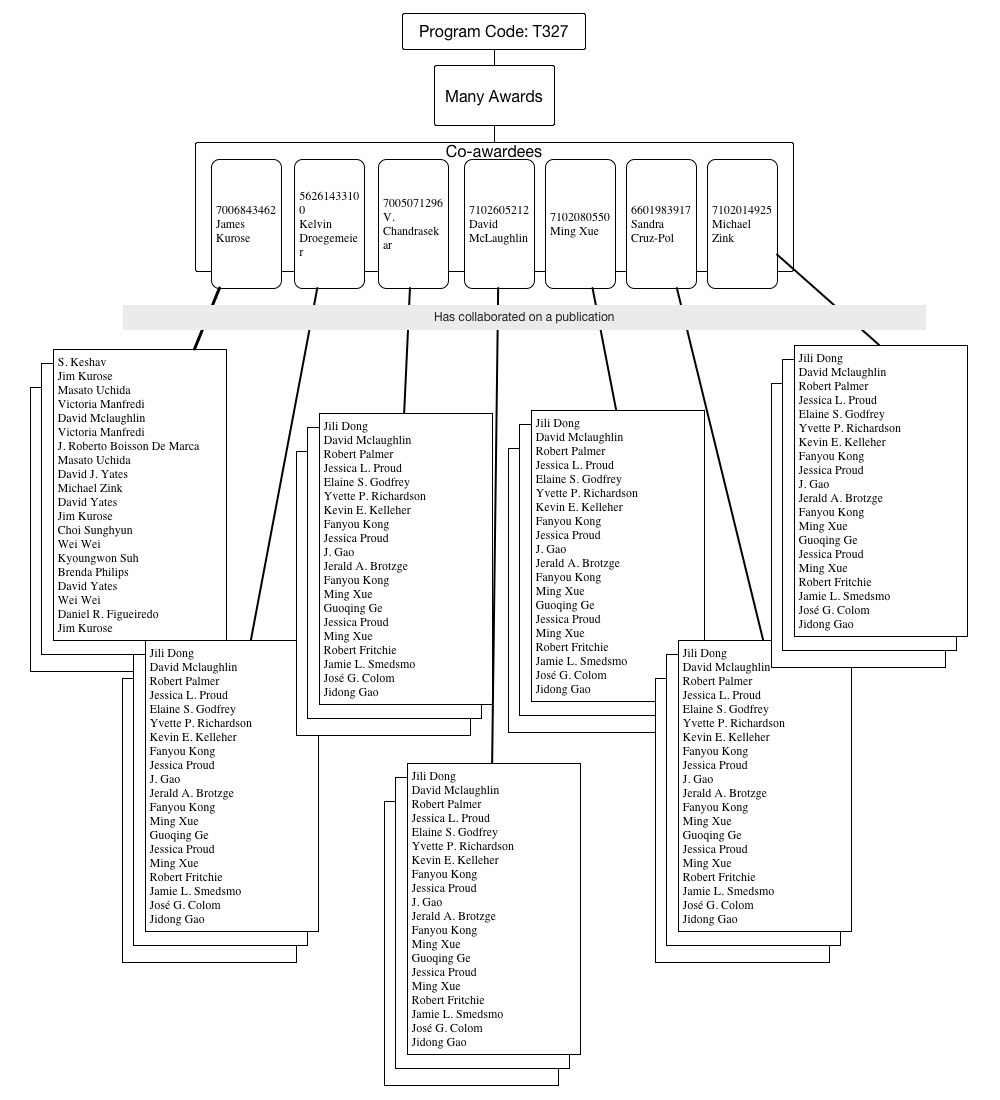 Program Code: T327
Many Awards
Co-awardees
7006843462
James
Kurose
5626143310
0
Kelvin
Droegemeie
r
7005071296
V.
Chandrasek
ar
7102605212
David
McLaughlin
7102080550
Ming Xue
6601983917
Sandra
Cruz-Pol
7102014925
Michael
Zink
Has collaborated on a publication
S. Keshav
Jim Kurose
Masato Uchida
Victoria Manfredi
David Mclaughlin
Victoria Manfredi
J. Roberto Boisson De Marca
Masato Uchida
David J. Yates
Michael Zink
David Yates
Jim Kurose
Choi Sunghyun
Wei Wei
Kyoungwon Suh
Brenda Philips
David Yates
Wei Wei
Daniel R. Figueiredo
Jim Kurose
Jili Dong
David Mclaughlin
Robert Palmer
Jessica L. Proud
Elaine S. Godfrey
Yvette P. Richardson
Kevin E. Kelleher
Fanyou Kong
Jessica Proud
J. Gao
Jerald A. Brotzge
Fanyou Kong
Ming Xue
Guoqing Ge
Jessica Proud
Ming Xue
Robert Fritchie
Jamie L. Smedsmo
José G. Colom
Jidong Gao
Jili Dong
David Mclaughlin
Robert Palmer
Jessica L. Proud
Elaine S. Godfrey
Yvette P. Richardson
Kevin E. Kelleher
Fanyou Kong
Jessica Proud
J. Gao
Jerald A. Brotzge
Fanyou Kong
Ming Xue
Guoqing Ge
Jessica Proud
Ming Xue
Robert Fritchie
Jamie L. Smedsmo
José G. Colom
Jidong Gao
Jili Dong
David Mclaughlin
Robert Palmer
Jessica L. Proud
Elaine S. Godfrey
Yvette P. Richardson
Kevin E. Kelleher
Fanyou Kong
Jessica Proud
J. Gao
Jerald A. Brotzge
Fanyou Kong
Ming Xue
Guoqing Ge
Jessica Proud
Ming Xue
Robert Fritchie
Jamie L. Smedsmo
José G. Colom
Jidong Gao
Jili Dong
David Mclaughlin
Robert Palmer
Jessica L. Proud
Elaine S. Godfrey
Yvette P. Richardson
Kevin E. Kelleher
Fanyou Kong
Jessica Proud
J. Gao
Jerald A. Brotzge
Fanyou Kong
Ming Xue
Guoqing Ge
Jessica Proud
Ming Xue
Robert Fritchie
Jamie L. Smedsmo
José G. Colom
Jidong Gao
Jili Dong
David Mclaughlin
Robert Palmer
Jessica L. Proud
Elaine S. Godfrey
Yvette P. Richardson
Kevin E. Kelleher
Fanyou Kong
Jessica Proud
J. Gao
Jerald A. Brotzge
Fanyou Kong
Ming Xue
Guoqing Ge
Jessica Proud
Ming Xue
Robert Fritchie
Jamie L. Smedsmo
José G. Colom
Jidong Gao
Jili Dong
David Mclaughlin
Robert Palmer
Jessica L. Proud
Elaine S. Godfrey
Yvette P. Richardson
Kevin E. Kelleher
Fanyou Kong
Jessica Proud
J. Gao
Jerald A. Brotzge
Fanyou Kong
Ming Xue
Guoqing Ge
Jessica Proud
Ming Xue
Robert Fritchie
Jamie L. Smedsmo
José G. Colom
Jidong Gao